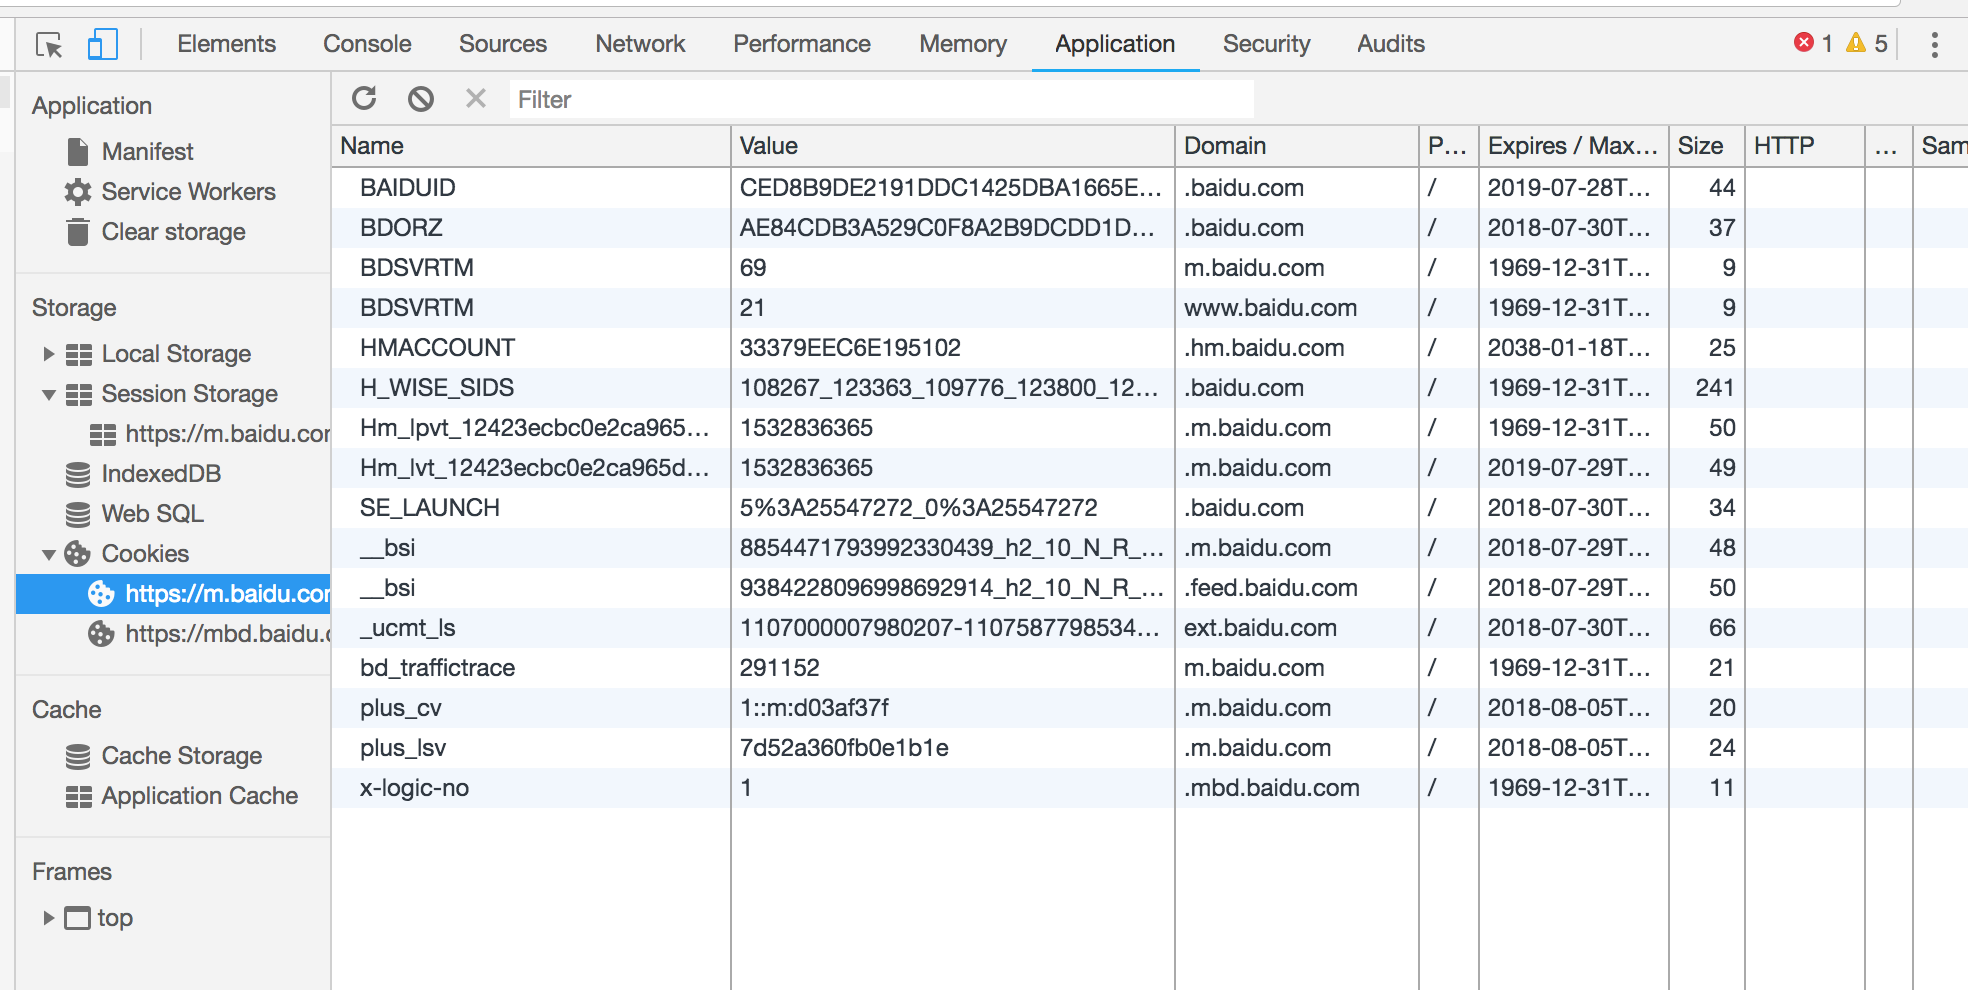 Elements Console Sources Network Performance Memory Application Security Audits 1 5
Application
Manifest
Service Workers
Clear storage
Storage
Local Storage
Session Storage
https://m.baidu.cor
IndexedDB
Web SQL
Cookies
https://m.baidu.cor
https://mbd.baidu.c
Cache
Cache Storage
Application Cache
Frames
top
Filter
Name Value Domain P... Expires / Max... Size HTTP ... Sam
BAIDUID CED8B9DE2191DDC1425DBA1665E... .baidu.com / 2019-07-28T... 44
BDORZ AE84CDB3A529C0F8A2B9DCDD1D... .baidu.com / 2018-07-30T... 37
BDSVRTM 69 m.baidu.com / 1969-12-31T... 9
BDSVRTM 21 www.baidu.com / 1969-12-31T... 9
HMACCOUNT 33379EEC6E195102 .hm.baidu.com / 2038-01-18T... 25
H_WISE_SIDS 108267_123363_109776_123800_12... .baidu.com / 1969-12-31T... 241
Hm_lpvt_12423ecbc0e2ca965... 1532836365 .m.baidu.com / 1969-12-31T... 50
Hm_lvt_12423ecbc0e2ca965d... 1532836365 .m.baidu.com / 2019-07-29T... 49
SE_LAUNCH 5%3A25547272_0%3A25547272 .baidu.com / 2018-07-30T... 34
__bsi 8854471793992330439_h2_10_N_R_... .m.baidu.com / 2018-07-29T... 48
__bsi 9384228096998692914_h2_10_N_R_... .feed.baidu.com / 2018-07-29T... 50
_ucmt_ls 1107000007980207-1107587798534... ext.baidu.com / 2018-07-30T... 66
bd_traffictrace 291152 m.baidu.com / 1969-12-31T... 21
plus_cv 1::m:d03af37f .m.baidu.com / 2018-08-05T... 20
plus_lsv 7d52a360fb0e1b1e .m.baidu.com / 2018-08-05T... 24
x-logic-no 1 .mbd.baidu.com / 1969-12-31T... 11